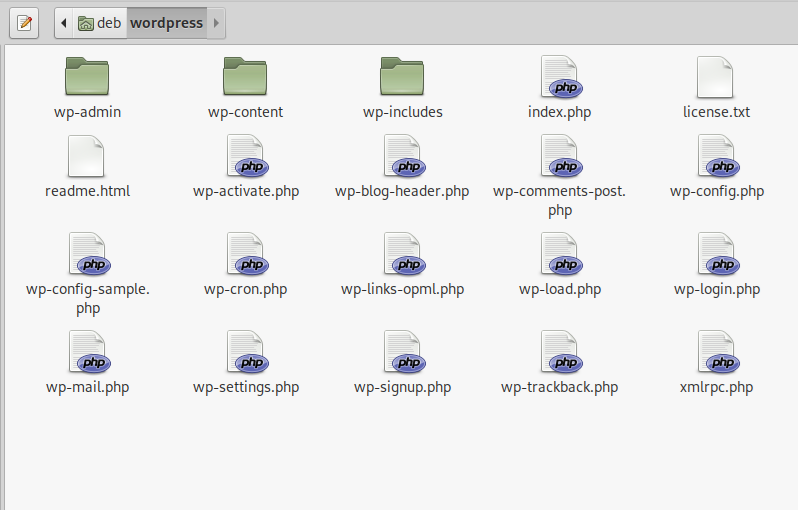 deb wordpress
wp-admin wp-content wp-includes index.php license.txt
readme.html wp-activate.php wp-blog-header.php wp-comments-post.
php wp-config.php
wp-config-sample.
php wp-cron.php wp-links-opml.php wp-load.php wp-login.php
wp-mail.php wp-settings.php wp-signup.php wp-trackback.php xmlrpc.php
php
php php php php
php php php php php
php php php php php